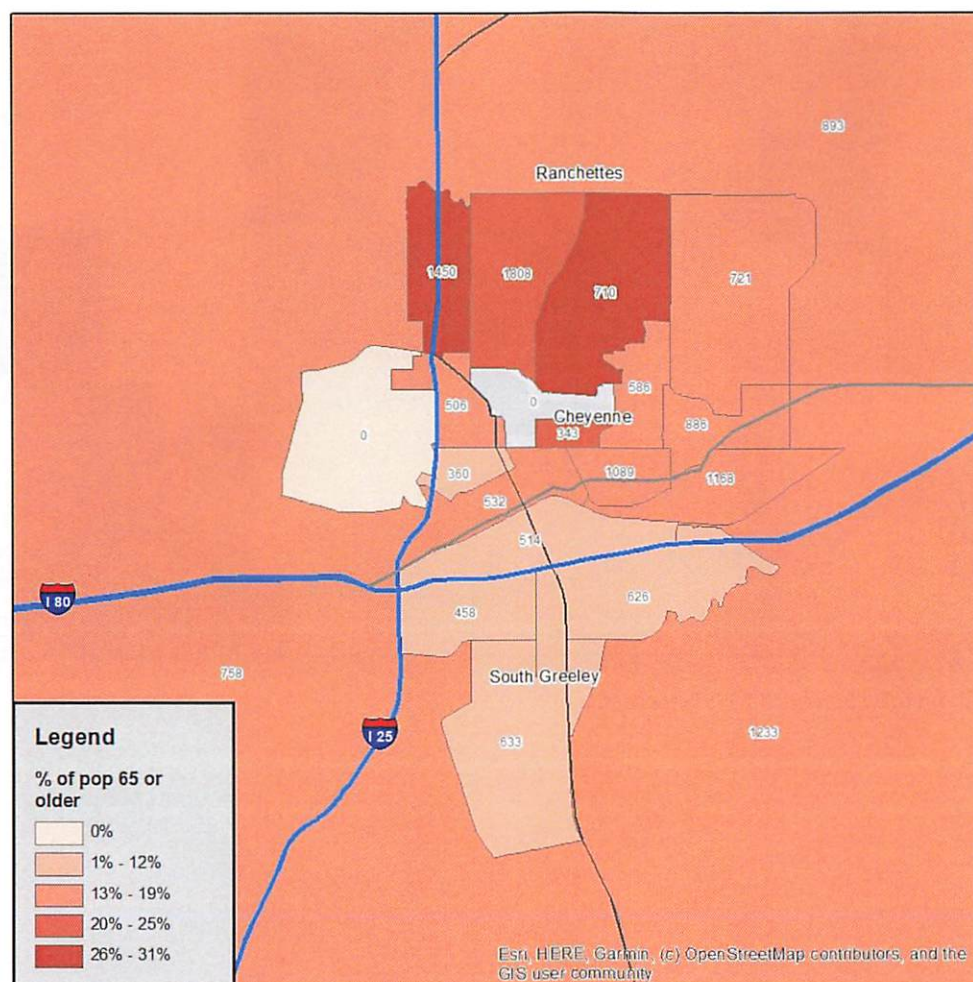 893
Ranchettes
1450
1808
710
721
586
506
0
Cheyenne
343
886
0
360
1089
1168
532
514
458
626
I 80
758
South Greeley
I 25
633
1233
Legend
% of pop 65 or
older
0%
1% - 12%
13% - 19%
20% - 25%
26% - 31%
Esri, HERE, Garmin, (c) OpenStreetMap contributors, and the
GIS user community